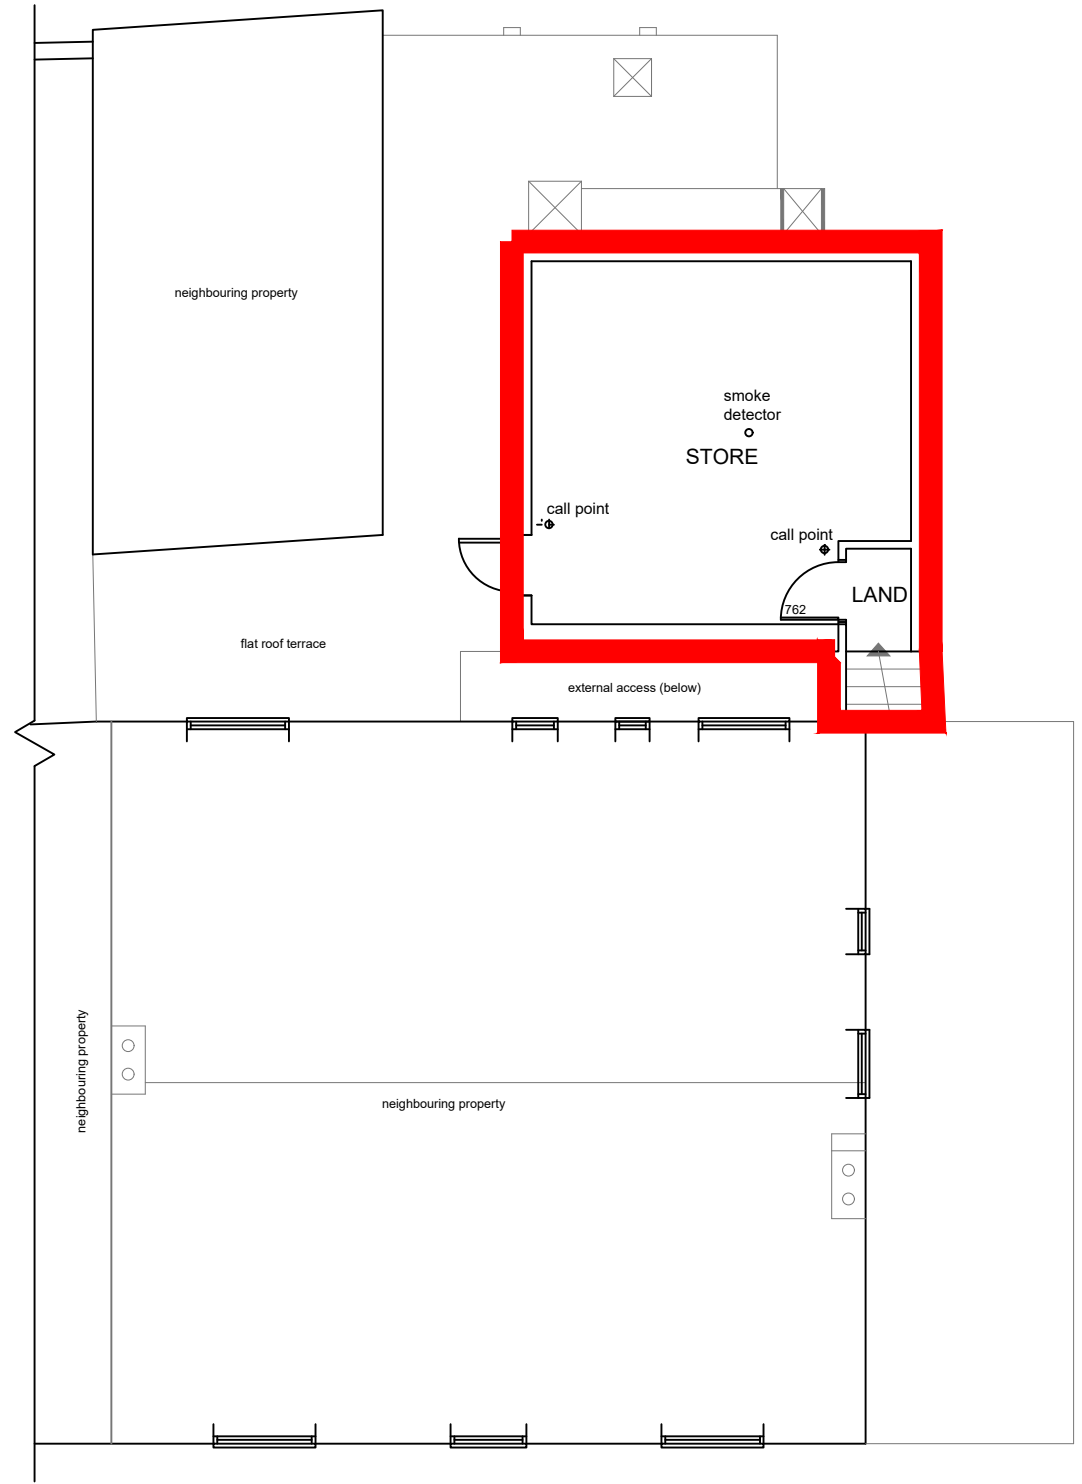 neighbouring property
smoke
detector
STORE
call point
call point
LAND
762
flat roof terrace
external access (below)
neighbouring property
neighbouring property